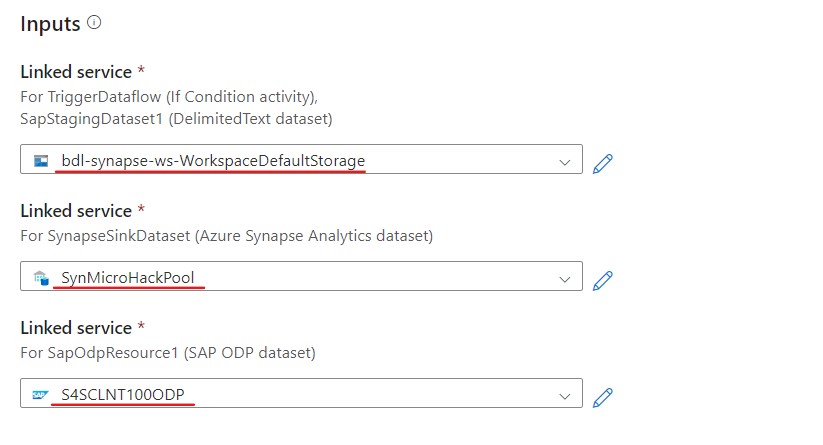 Inputs
Linked service *
For TriggerDataflow (If Condition activity),
SapStagingDataset1 (DelimitedText dataset)
bdl-synapse-ws-WorkspaceDefaultStorage
Linked service *
For SynapseSinkDataset (Azure Synapse Analytics dataset)
SynMicroHackPool
Linked service *
For SapOdpResource1 (SAP ODP dataset)
SAP S4SCLNT100ODP